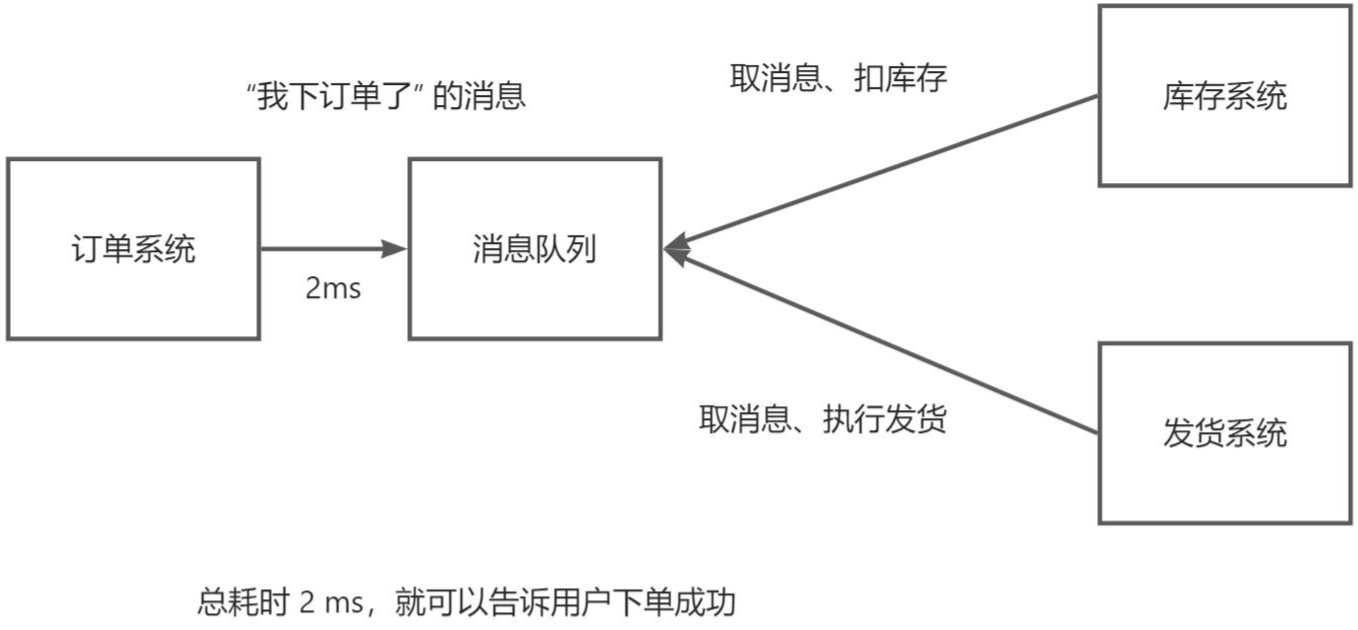 “我下订单了” 的消息
取消息、扣库存
库存系统
订单系统
2ms
消息队列
取消息、执行发货
发货系统
总耗时 2 ms，就可以告诉用户下单成功